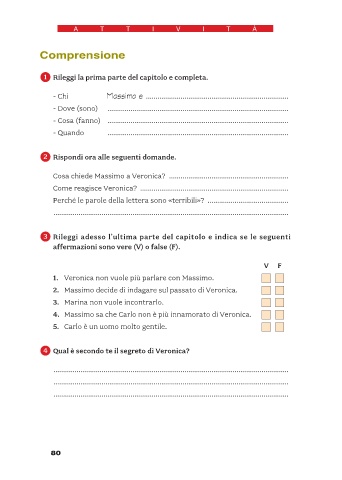 ATTIVITÀ
Comprensione
1 Rileggi la prima parte del capitolo e completa.
- Chi Massimo e ......................................................................
- Dove (sono) ......................................................................
- Cosa (fanno) ......................................................................
- Quando ......................................................................
2 Rispondi ora alle seguenti domande.
Cosa chiede Massimo a Veronica? ..................................................
Come reagisce Veronica? ..............................................................
Perché le parole della lettera sono «terribili»? ..................................
......................................................................................................
3 Rileggi adesso l'ultima parte del capitolo e indica se le seguenti
affermazioni sono vere (V) o false (F).
V F
1. Veronica non vuole più parlare con Massimo.
2. Massimo decide di indagare sul passato di Veronica.
3. Marina non vuole incontrarlo.
4. Massimo sa che Carlo non è più innamorato di Veronica.
5. Carlo è un uomo molto gentile.
4 Qual è secondo te il segreto di Veronica?
......................................................................................................
......................................................................................................
......................................................................................................
80